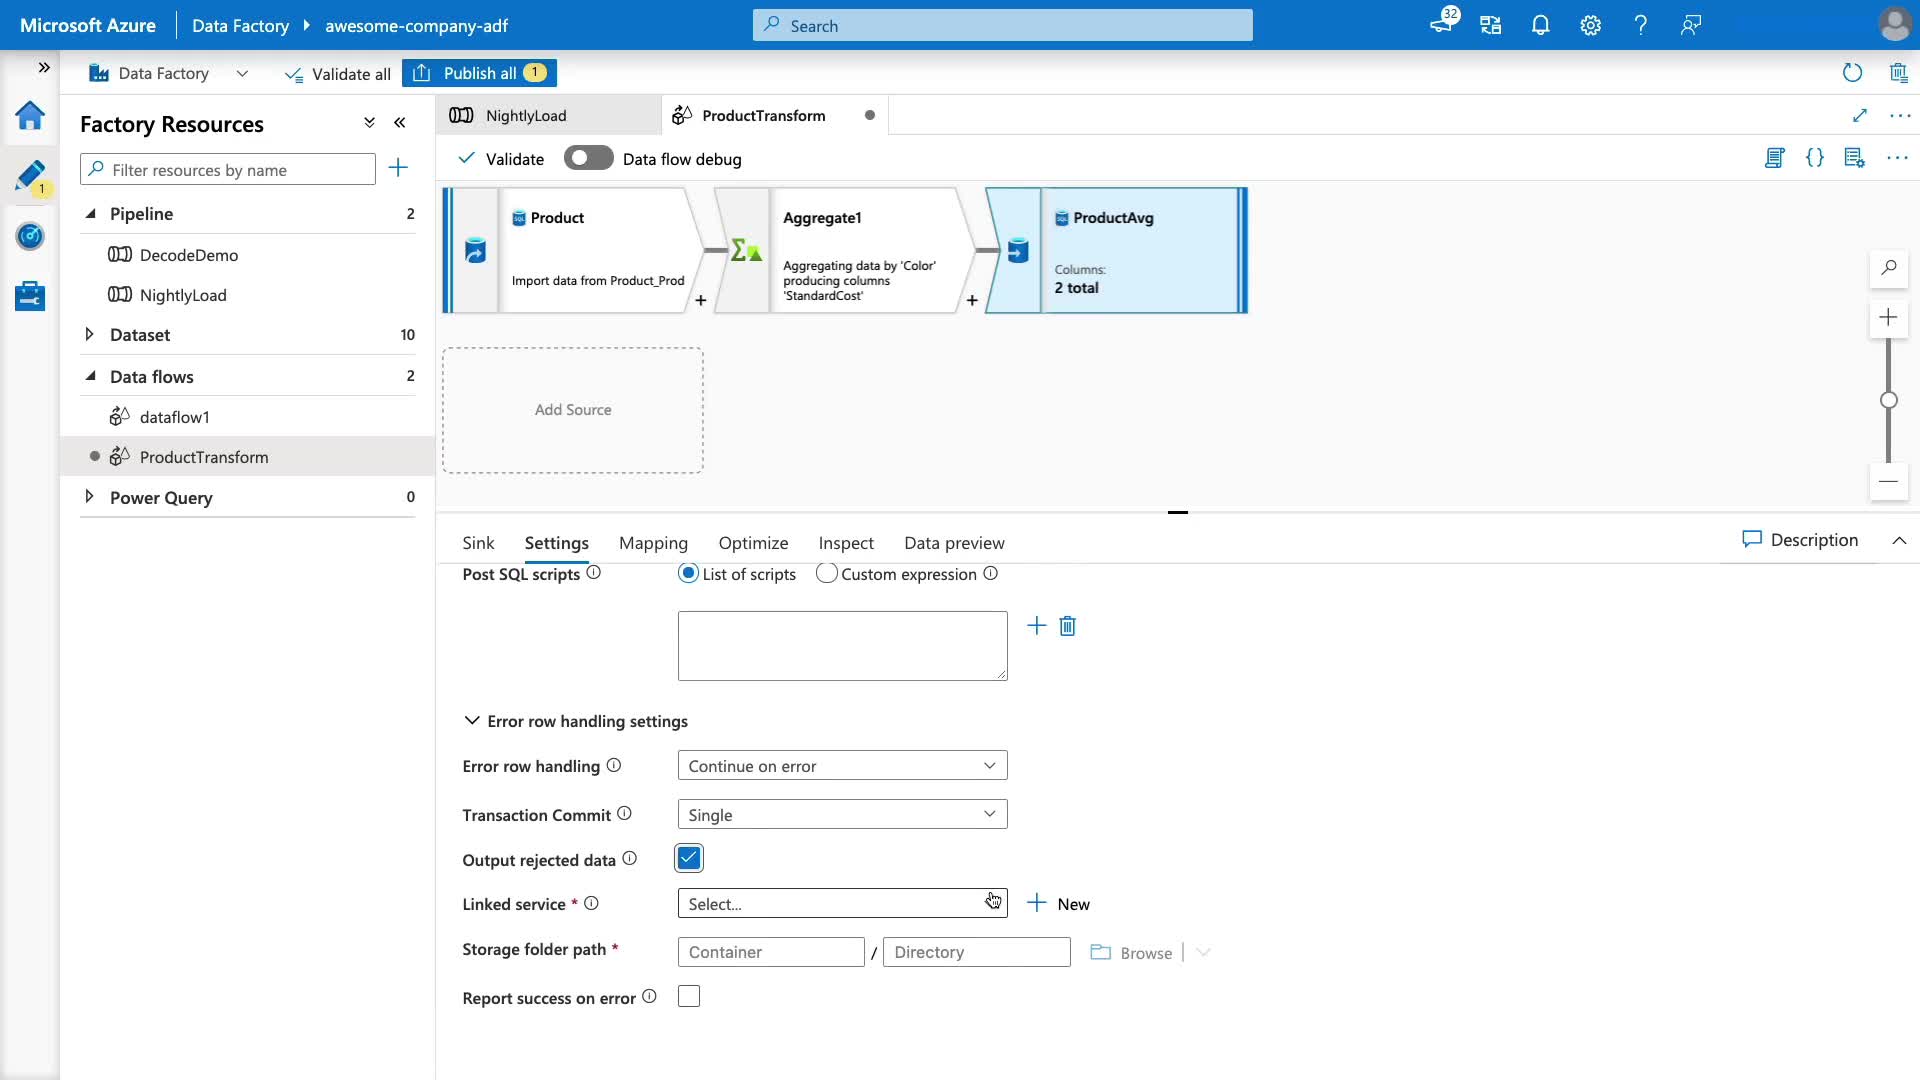 Microsoft Azure
Data Factory
awesome-company-adf
Search
32
Data Factory
Validate all
Publish all 1
Factory Resources
NightlyLoad
ProductTransform
Validate
Data flow debug
Filter resources by name
1
Pipeline 2
DecodeDemo
NightlyLoad
Dataset 10
Data flows 2
dataflow1
ProductTransform
Power Query 0
Product
Import data from Product_Prod
Aggregate1
Aggregating data by 'Color'
producing columns
'StandardCost'
ProductAvg
Columns:
2 total
Add Source
Sink Settings Mapping Optimize Inspect Data preview
Description
Post SQL scripts List of scripts Custom expression
Error row handling settings
Error row handling Continue on error
Transaction Commit Single
Output rejected data
Linked service * Select... New
Storage folder path * Container / Directory Browse
Report success on error